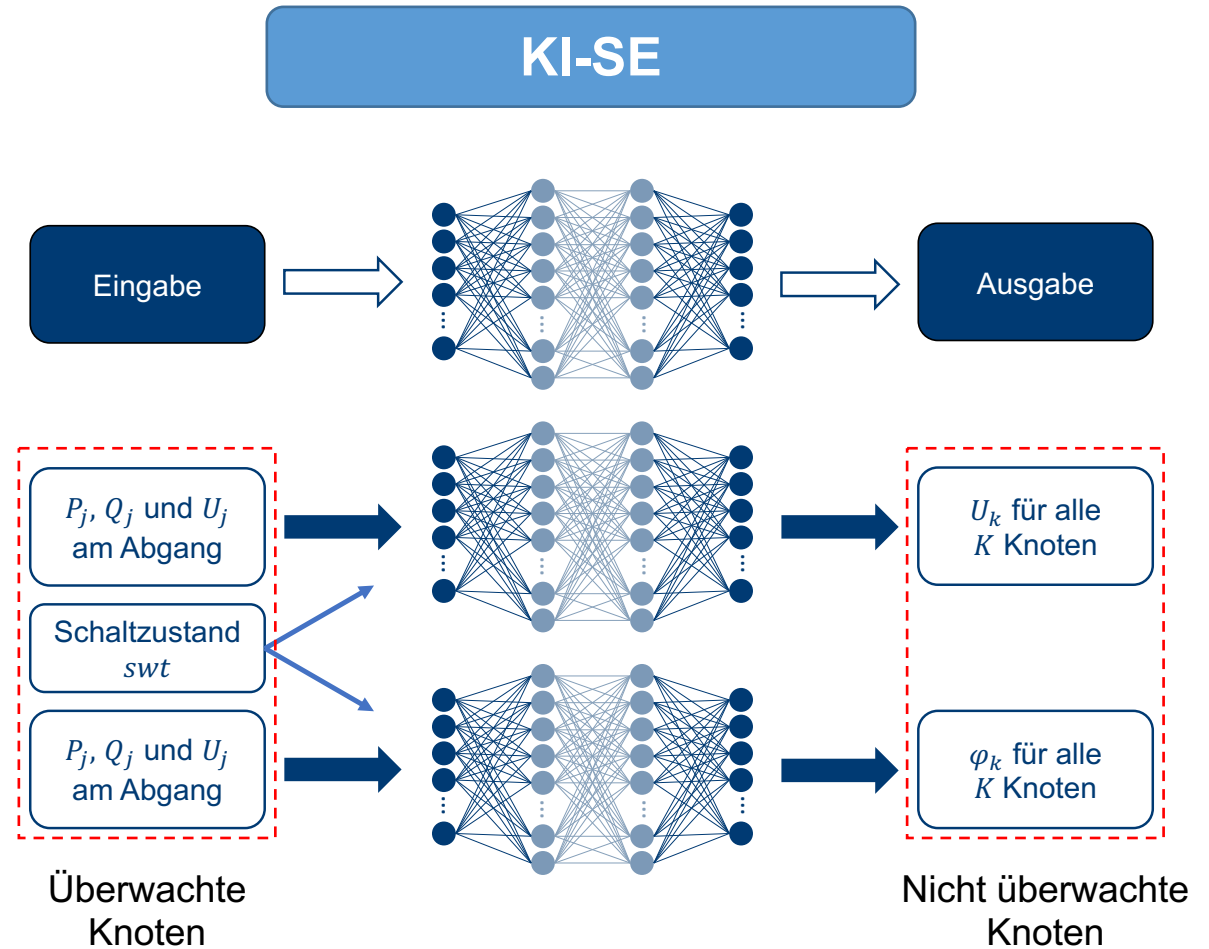 KI-SE
Eingabe
Ausgabe
P_j, Q_j und U_j
am Abgang
U_k für alle
K Knoten
Schaltzustand
swt
P_j, Q_j und U_j
am Abgang
φ_k für alle
K Knoten
Überwachte
Knoten
Nicht überwachte
Knoten